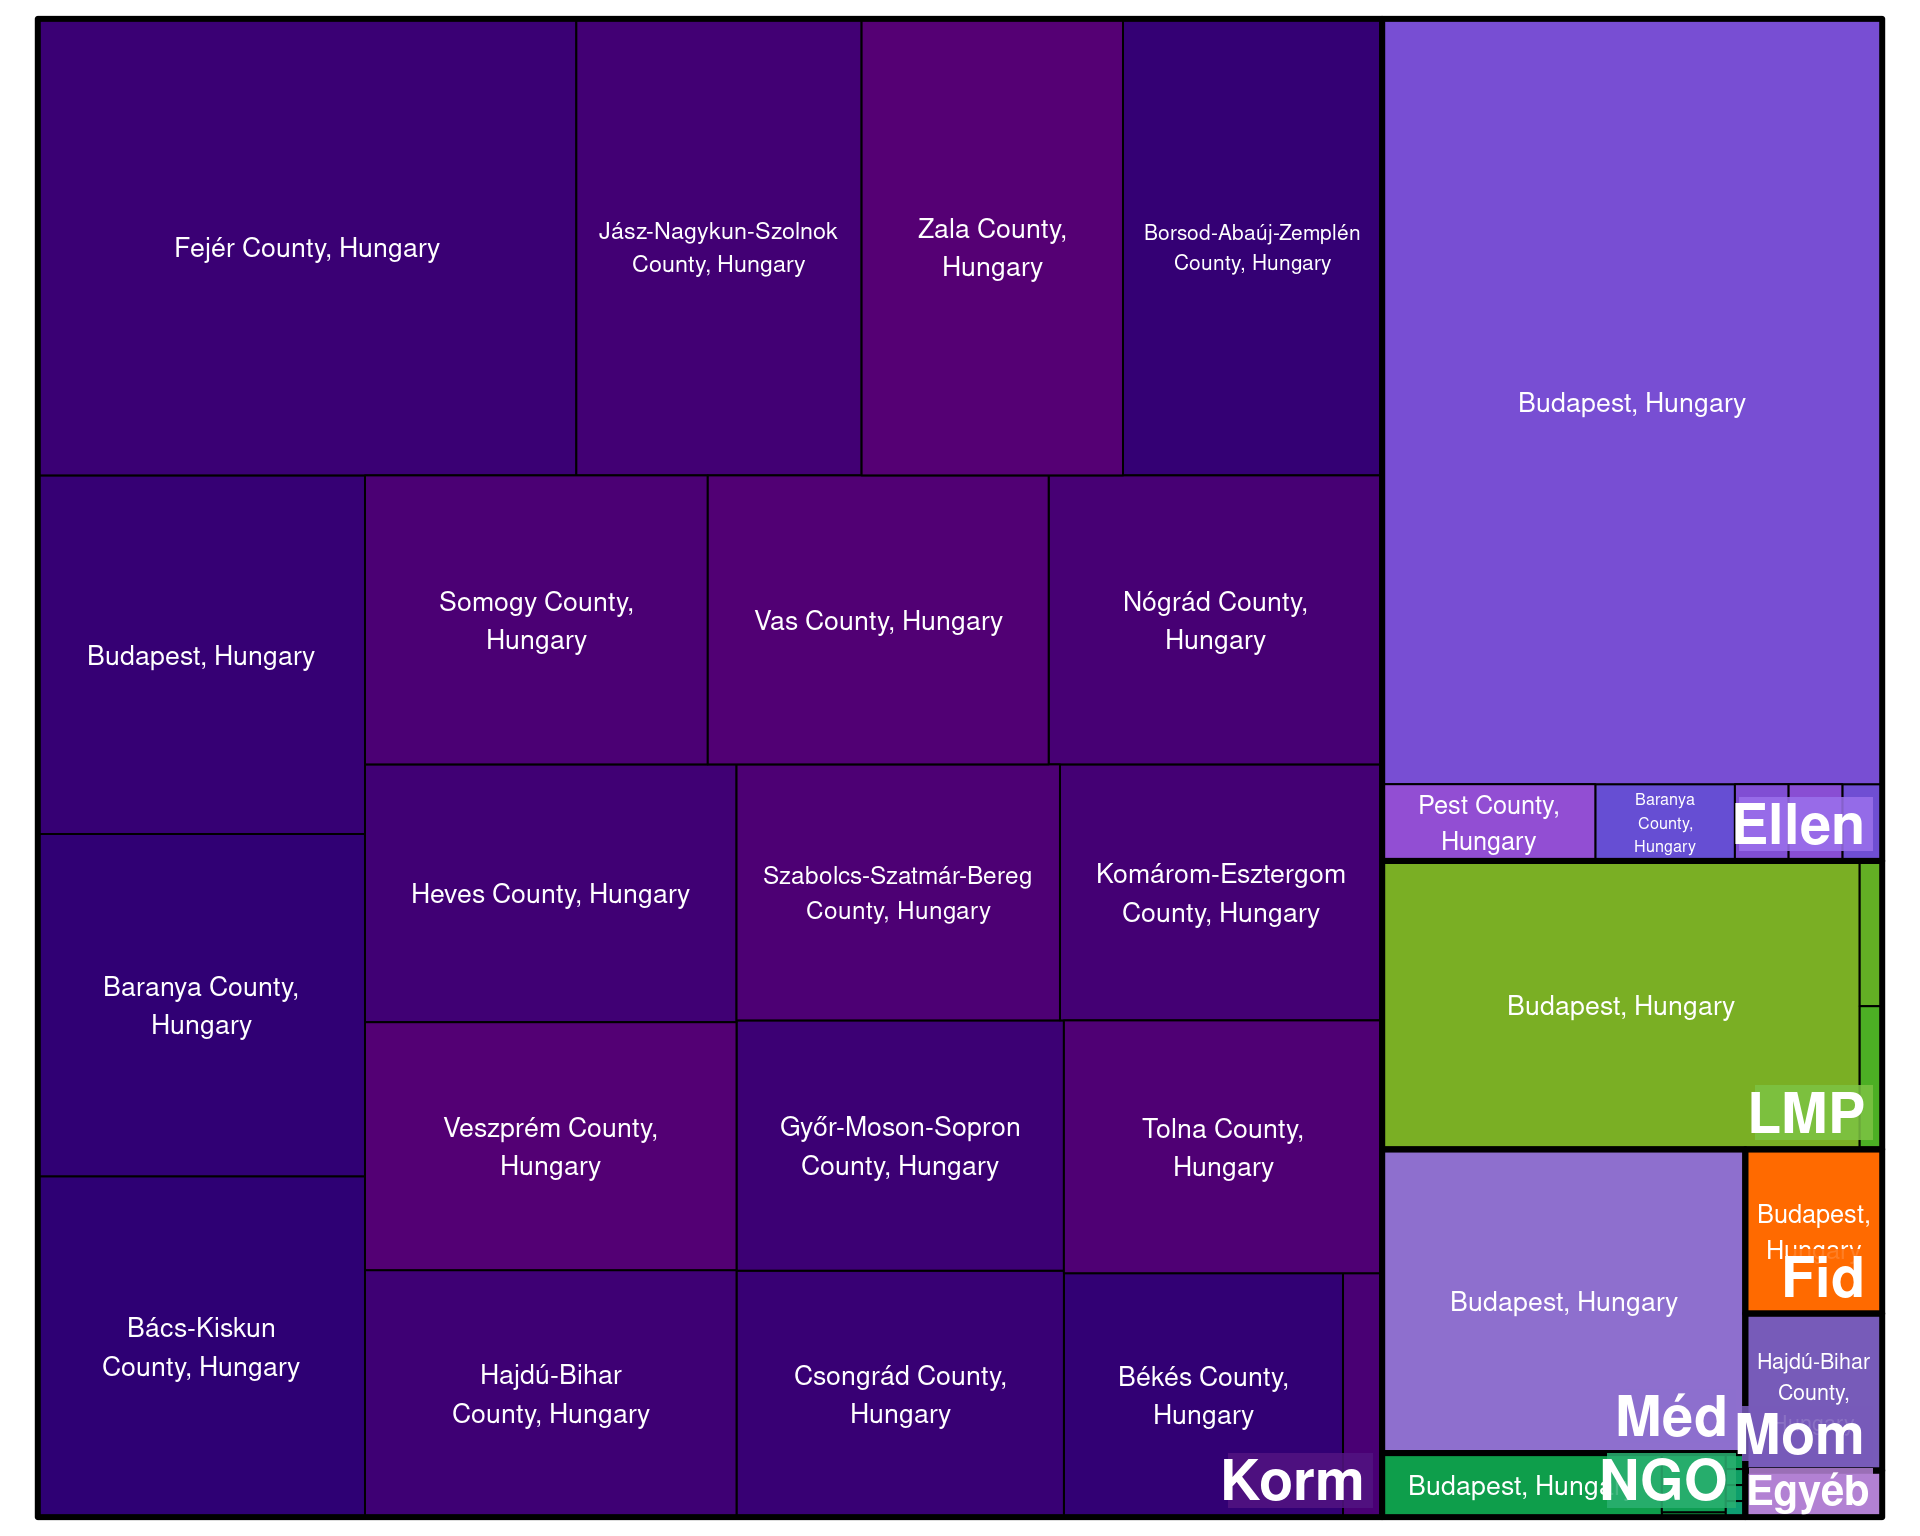 Fejér County, Hungary
Jász-Nagykun-Szolnok
County, Hungary
Zala County,
Hungary
Borsod-Abaúj-Zemplén
County, Hungary
Budapest, Hungary
Somogy County,
Hungary
Vas County, Hungary
Nógrád County,
Hungary
Baranya County,
Hungary
Heves County, Hungary
Szabolcs-Szatmár-Bereg
County, Hungary
Komárom-Esztergom
County, Hungary
Bács-Kiskun
County, Hungary
Veszprém County,
Hungary
Győr-Moson-Sopron
County, Hungary
Tolna County,
Hungary
Hajdú-Bihar
County, Hungary
Csongrád County,
Hungary
Békés County,
Hungary
Korm
Budapest, Hungary
Pest County,
Hungary
Baranya
County,
Hungary
Ellen
Budapest, Hungary
LMP
Budapest, Hungary
Méd
Budapest,
Hungary
Fid
Hajdú-Bihar
County,
Hungary
Mom
Budapest, Hungary
NGO
Egyéb